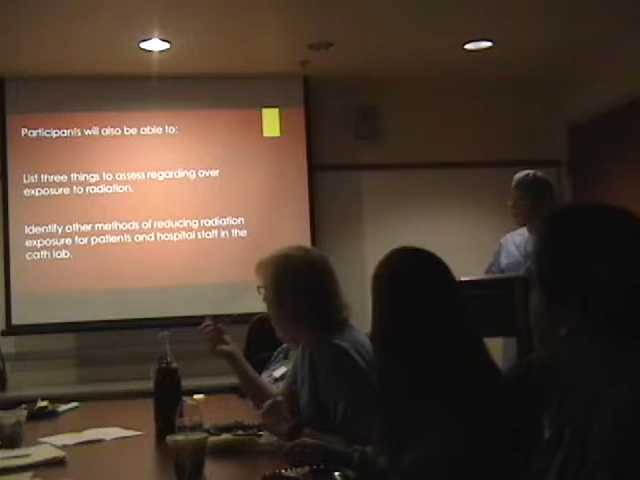 Participants will also be able to:
List three things to assess regarding over
exposure to radiation.
Identify other methods of reducing radiation
exposure for patients and hospital staff in the
cath lab.